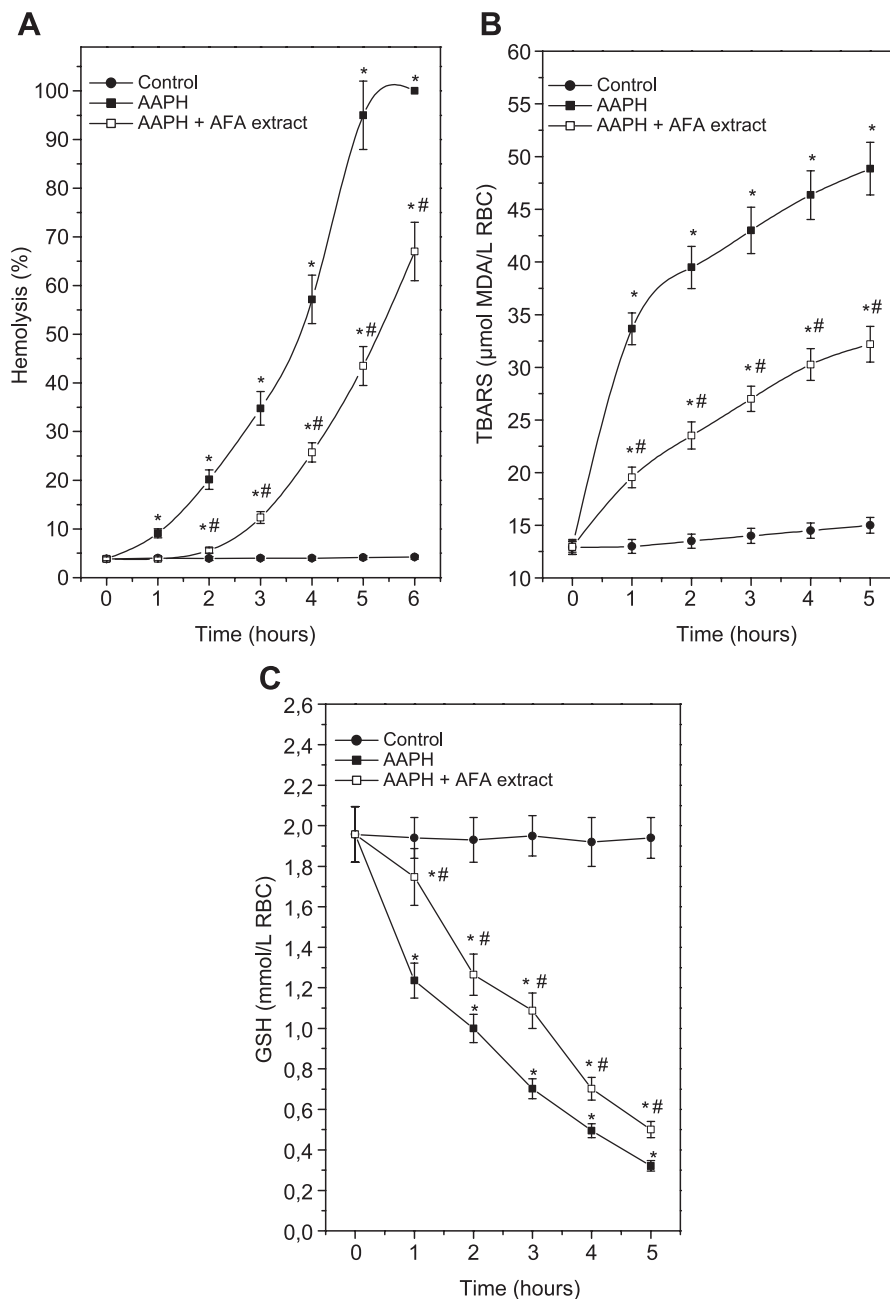 A
Control
AAPH
AAPH + AFA extract
Hemolysis (%)
100
90
80
70
60
50
40
30
20
10
0
* * * * * *
*# *# *# *# *#
0 1 2 3 4 5 6
Time (hours)
B
Control
AAPH
AAPH + AFA extract
TBARS (µmol MDA/L RBC)
60
55
50
45
40
35
30
25
20
15
10
* * * * *
*# *# *# *# *#
0 1 2 3 4 5
Time (hours)
C
Control
AAPH
AAPH + AFA extract
GSH (mmol/L RBC)
2,6
2,4
2,2
2,0
1,8
1,6
1,4
1,2
1,0
0,8
0,6
0,4
0,2
0,0
*# *# *# *# *#
* * * * *
0 1 2 3 4 5
Time (hours)